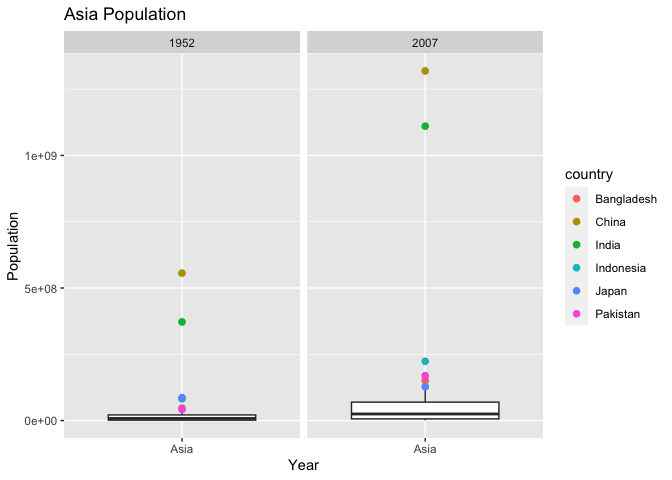 Asia Population
1952
2007
1e+09
5e+08
0e+00
Population
Asia
Asia
Year
country
Bangladesh
China
India
Indonesia
Japan
Pakistan